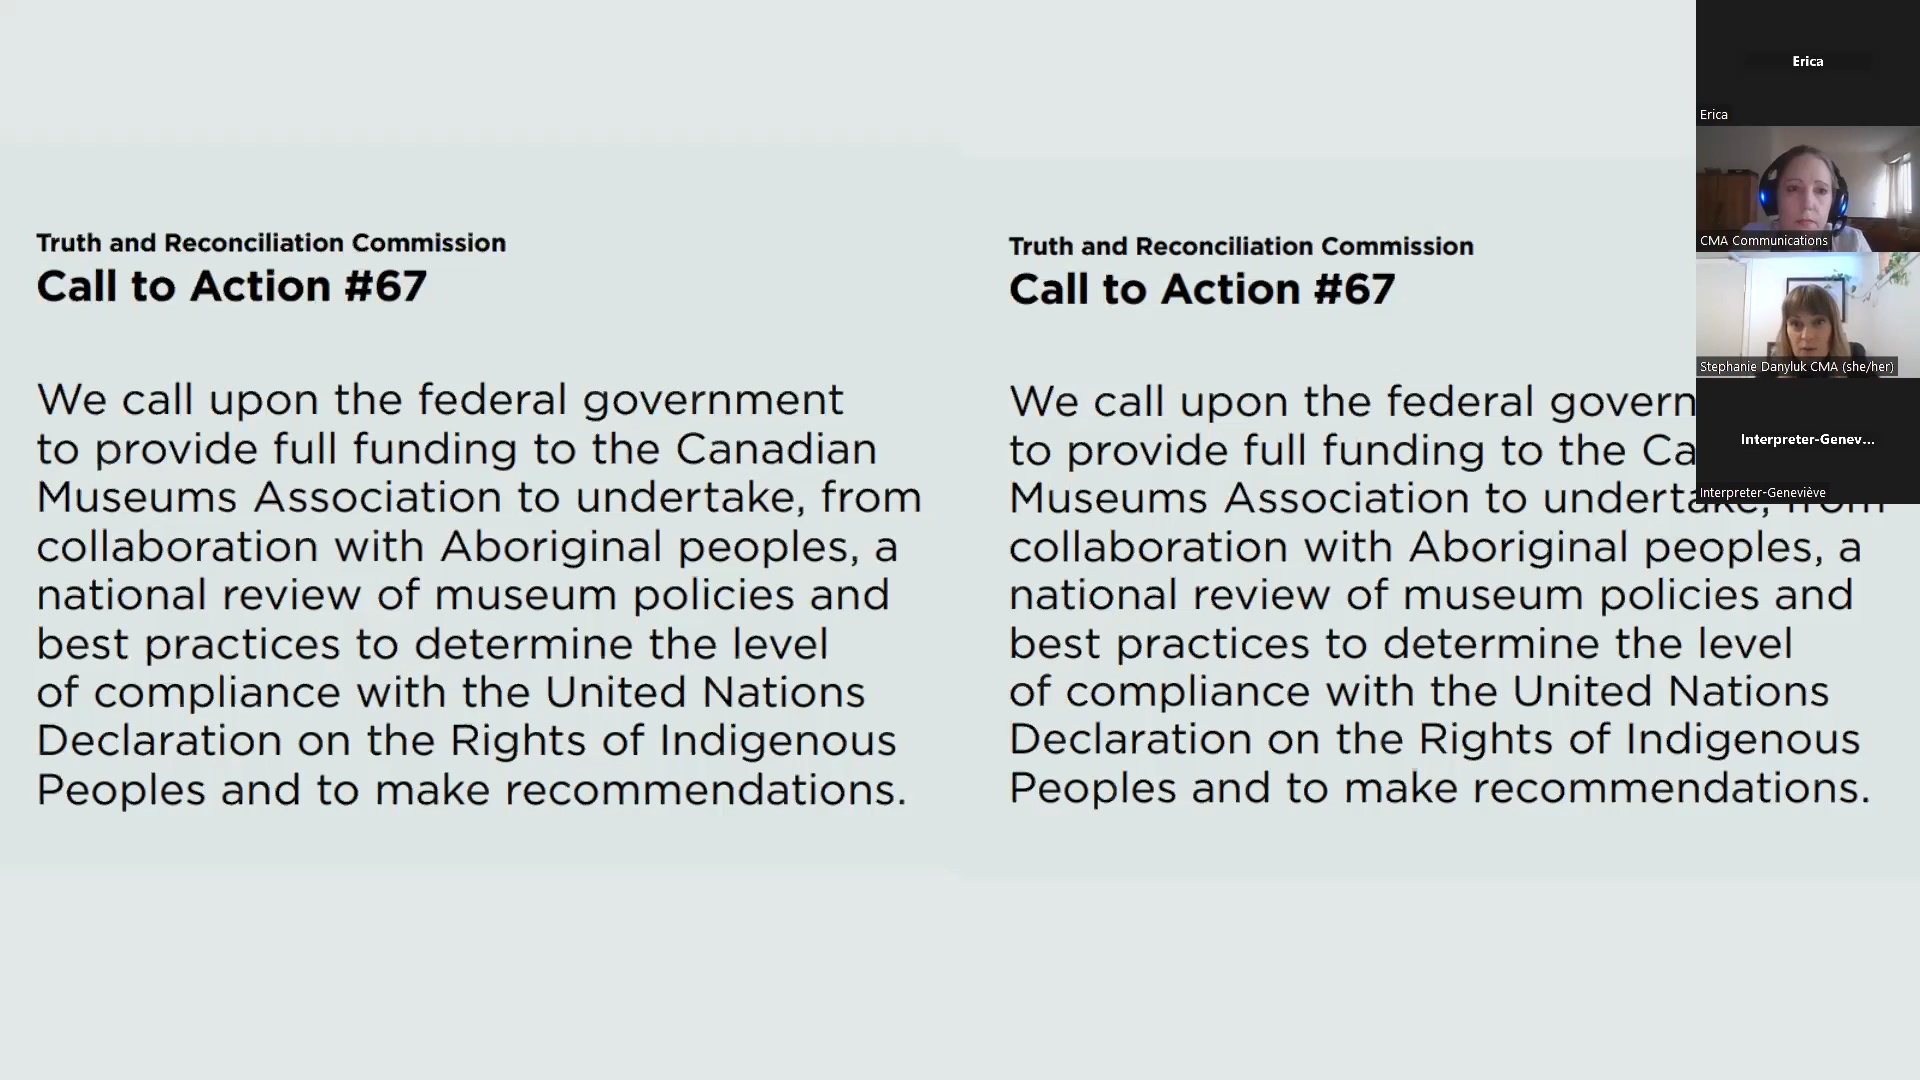 Truth and Reconciliation Commission
Call to Action #67
We call upon the federal government
to provide full funding to the Canadian
Museums Association to undertake, from
collaboration with Aboriginal peoples, a
national review of museum policies and
best practices to determine the level
of compliance with the United Nations
Declaration on the Rights of Indigenous
Peoples and to make recommendations.
Truth and Reconciliation Commission
Call to Action #67
We call upon the federal govern
to provide full funding to the Ca
Museums Association to undertake, from
collaboration with Aboriginal peoples, a
national review of museum policies and
best practices to determine the level
of compliance with the United Nations
Declaration on the Rights of Indigenous
Peoples and to make recommendations.
Erica
Erica
CMA Communications
Stephanie Danyluk CMA (she/her)
Interpreter-Genev...
Interpreter-Geneviève